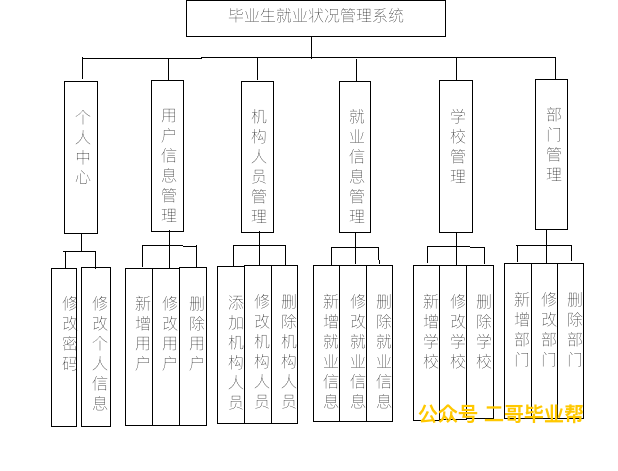 毕业生就业状况管理系统
个人中心
用户信息管理
机构人员管理
就业信息管理
学校管理
部门管理
修改密码
修改个人信息
新增用户
修改用户
删除用户
添加机构人员
修改机构人员
删除机构人员
新增就业信息
修改就业信息
删除就业信息
新增学校
修改学校
删除学校
新增部门
修改部门
删除部门
公众号 二哥毕业帮